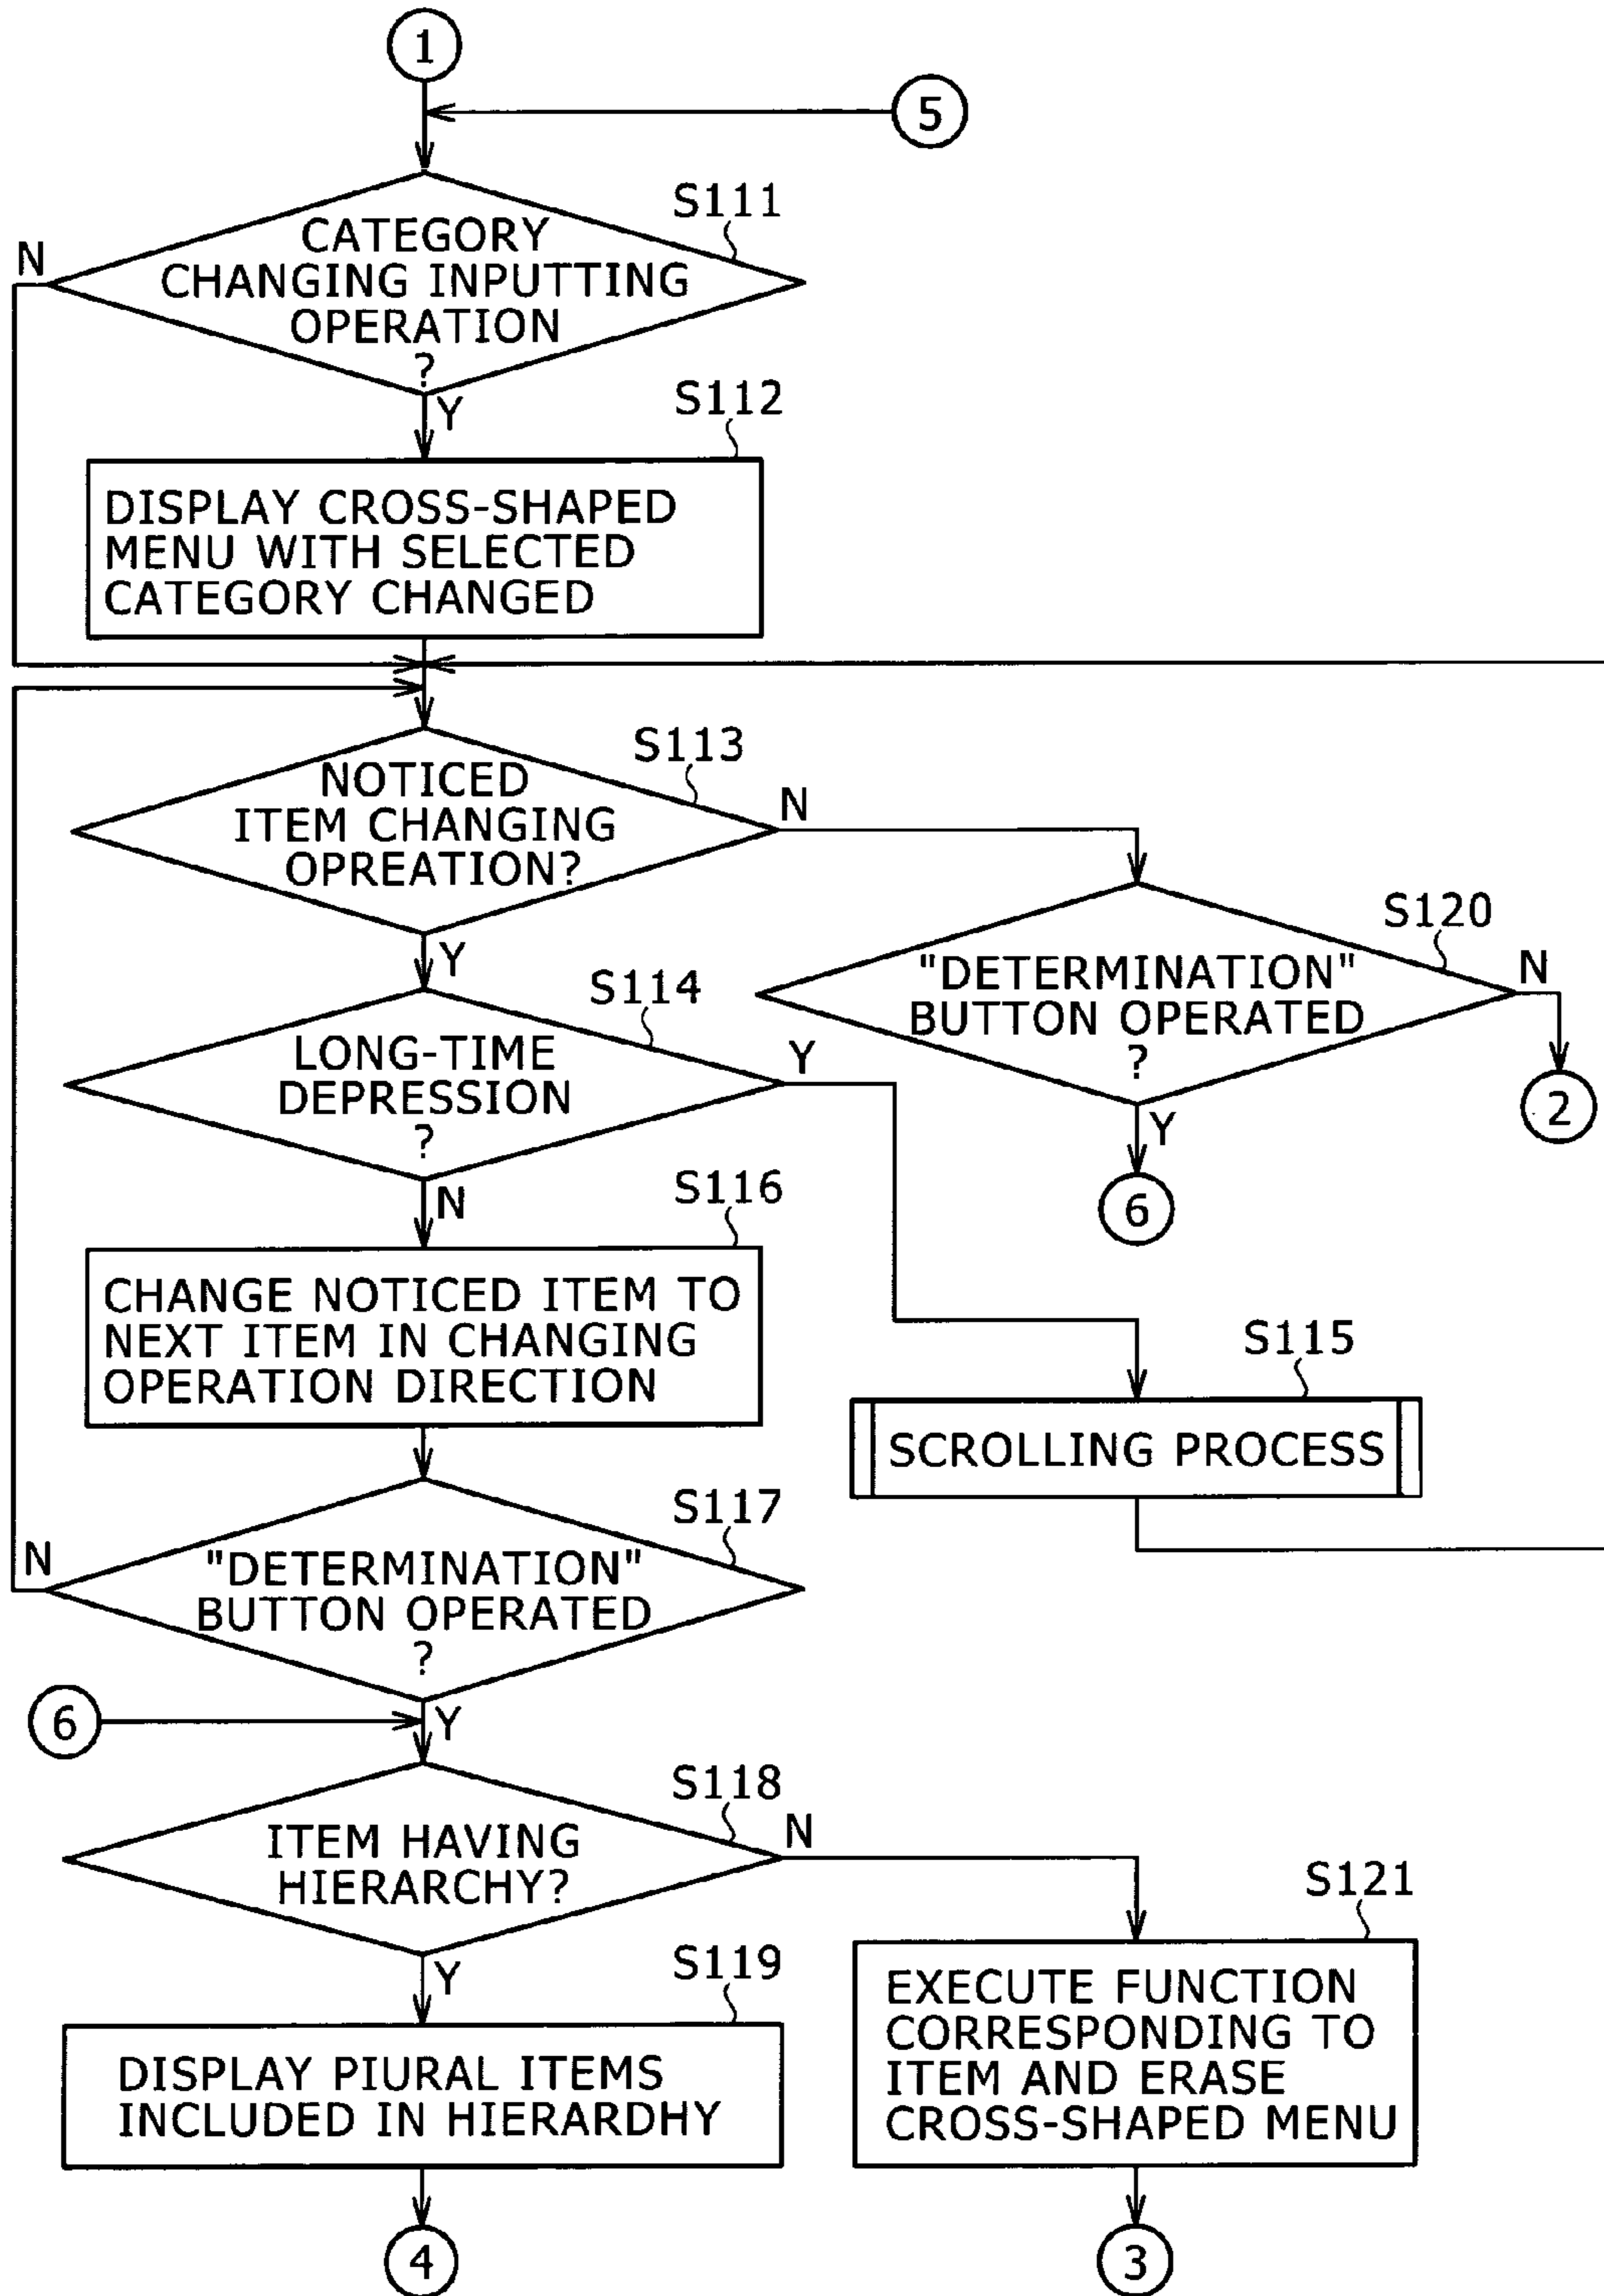 1
5
S111
CATEGORY
CHANGING INPUTTING
OPERATION
?
N
Y
S112
DISPLAY CROSS-SHAPED
MENU WITH SELECTED
CATEGORY CHANGED
S113
NOTICED
ITEM CHANGING
OPREATION?
N
Y
S120
"DETERMINATION"
BUTTON OPERATED
?
N
Y
2
6
S114
LONG-TIME
DEPRESSION
?
Y
N
S116
CHANGE NOTICED ITEM TO
NEXT ITEM IN CHANGING
OPERATION DIRECTION
S115
SCROLLING PROCESS
S117
"DETERMINATION"
BUTTON OPERATED
?
N
Y
6
S118
ITEM HAVING
HIERARCHY?
N
Y
S119
DISPLAY PIURAL ITEMS
INCLUDED IN HIERARDHY
S121
EXECUTE FUNCTION
CORRESPONDING TO
ITEM AND ERASE
CROSS-SHAPED MENU
4
3